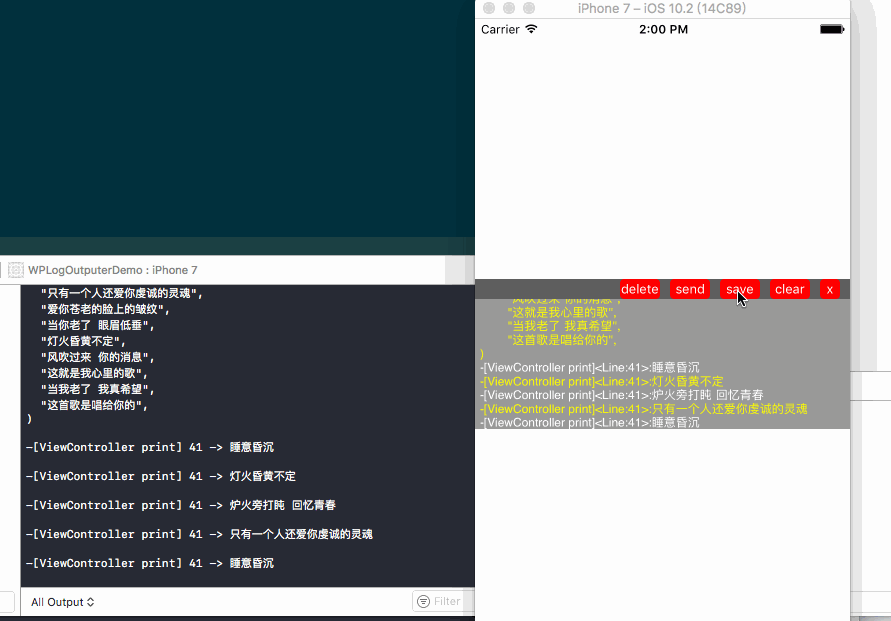 iPhone 7 – iOS 10.2 (14C89)
Carrier
2:00 PM
WPLogOutputerDemo : iPhone 7
"只有一个人还爱你虔诚的灵魂",
"爱你苍老的脸上的皱纹",
"当你老了 眼眉低垂",
"灯火昏黄不定",
"风吹过来 你的消息",
"这就是我心里的歌",
"当我老了 我真希望",
"这首歌是唱给你的",
)
-[ViewController print] 41 -> 睡意昏沉
-[ViewController print] 41 -> 灯火昏黄不定
-[ViewController print] 41 -> 炉火旁打盹 回忆青春
-[ViewController print] 41 -> 只有一个人还爱你虔诚的灵魂
-[ViewController print] 41 -> 睡意昏沉
All Output
Filter
delete send save clear x
"风吹过来 你的消息",
"这就是我心里的歌",
"当我老了 我真希望",
"这首歌是唱给你的",
)
-[ViewController print]<Line:41>:睡意昏沉
-[ViewController print]<Line:41>:灯火昏黄不定
-[ViewController print]<Line:41>:炉火旁打盹 回忆青春
-[ViewController print]<Line:41>:只有一个人还爱你虔诚的灵魂
-[ViewController print]<Line:41>:睡意昏沉